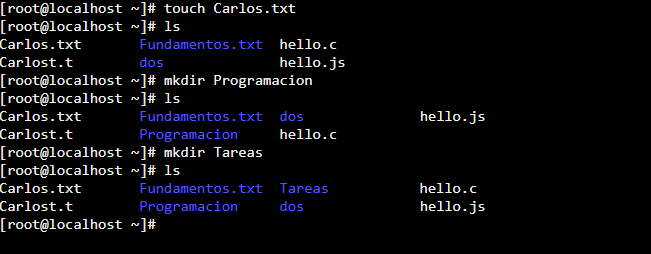 [root@localhost ~]# touch Carlos.txt
[root@localhost ~]# ls
Carlos.txt Fundamentos.txt hello.c
Carlost.t dos hello.js
[root@localhost ~]# mkdir Programacion
[root@localhost ~]# ls
Carlos.txt Fundamentos.txt dos hello.js
Carlost.t Programacion hello.c
[root@localhost ~]# mkdir Tareas
[root@localhost ~]# ls
Carlos.txt Fundamentos.txt Tareas hello.c
Carlost.t Programacion dos hello.js
[root@localhost ~]#